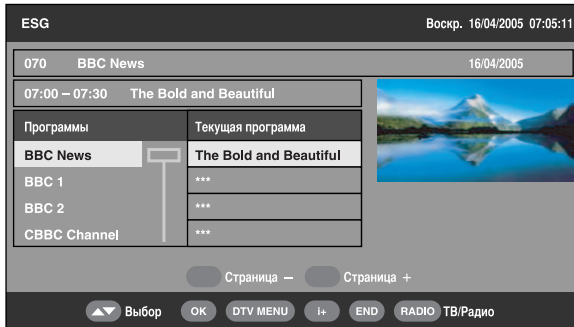 ESG Воскр. 16/04/2005 07:05:11
070 BBC News 16/04/2005
07:00 – 07:30 The Bold and Beautiful
Программы Текущая программа
BBC News The Bold and Beautiful
BBC 1 ***
BBC 2 ***
CBBC Channel ***
Страница – Страница +
Выбор OK DTV MENU i+ END RADIO ТВ/Радио